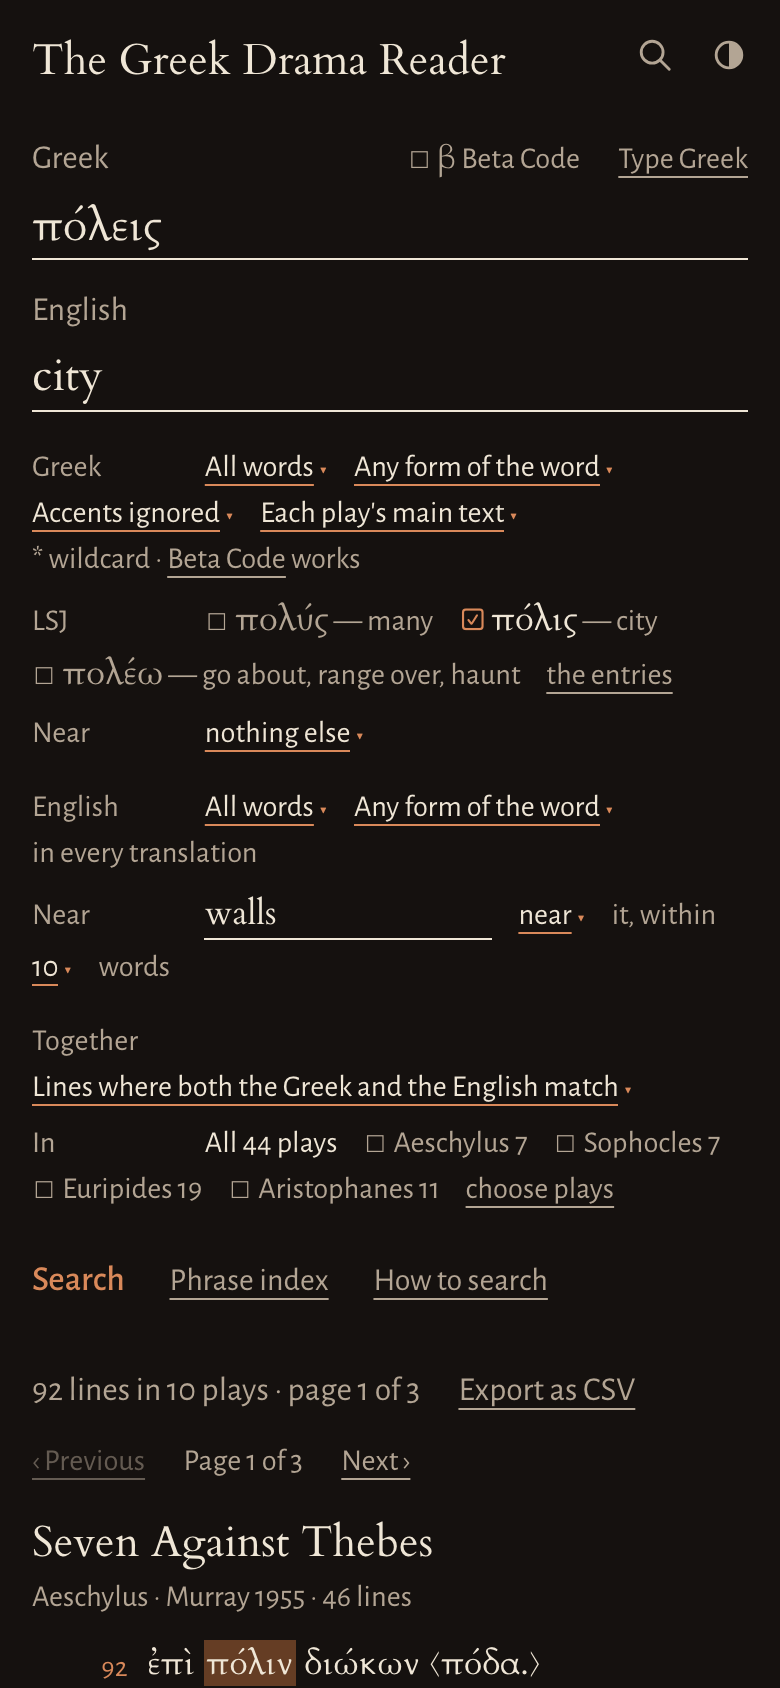 The Greek Drama Reader
Greek β Beta Code Type Greek
πόλεις
English
city
Greek All words ▾ Any form of the word ▾
Accents ignored ▾ Each play's main text ▾
* wildcard · Beta Code works
LSJ πολύς — many πόλις — city
πολέω — go about, range over, haunt the entries
Near nothing else ▾
English All words ▾ Any form of the word ▾
in every translation
Near walls near ▾ it, within
10 ▾ words
Together
Lines where both the Greek and the English match ▾
In All 44 plays Aeschylus 7 Sophocles 7
Euripides 19 Aristophanes 11 choose plays
Search Phrase index How to search
92 lines in 10 plays · page 1 of 3 Export as CSV
‹ Previous Page 1 of 3 Next ›
Seven Against Thebes
Aeschylus · Murray 1955 · 46 lines
92 ἐπὶ πόλιν διώκων 〈πόδα.〉